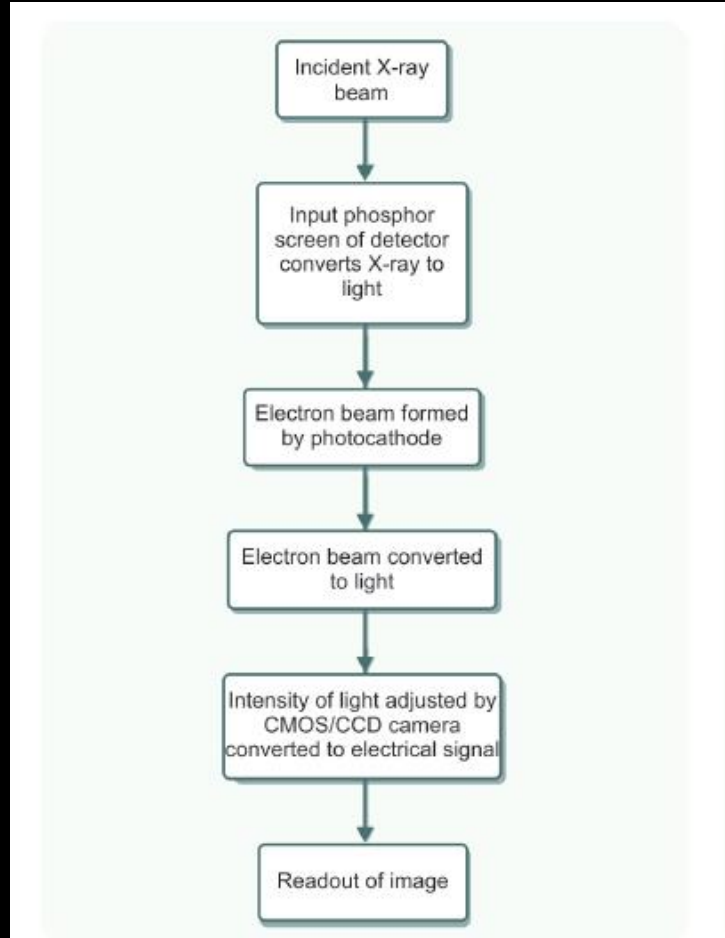 Incident X-ray
beam
Input phosphor
screen of detector
converts X-ray to
light
Electron beam formed
by photocathode
Electron beam converted
to light
Intensity of light adjusted by
CMOS/CCD camera
converted to electrical signal
Readout of image